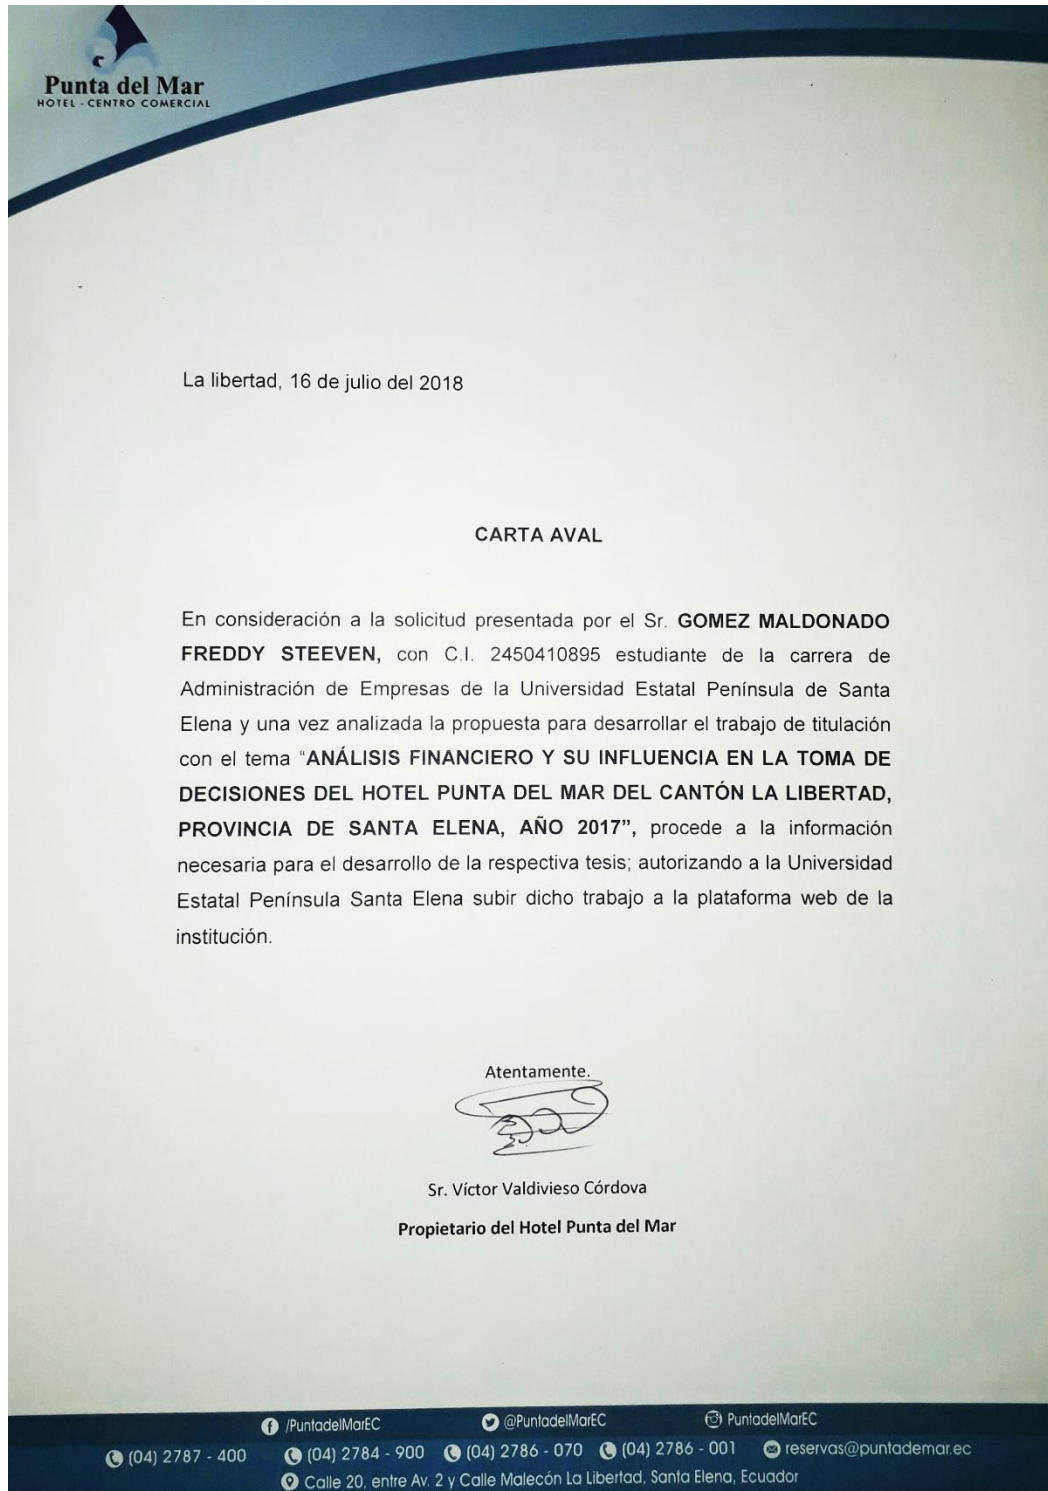 Punta del Mar
HOTEL - CENTRO COMERCIAL
La libertad, 16 de julio del 2018
CARTA AVAL
En consideración a la solicitud presentada por el Sr. GOMEZ MALDONADO
FREDDY STEEVEN, con C.I. 2450410895 estudiante de la carrera de
Administración de Empresas de la Universidad Estatal Península de Santa
Elena y una vez analizada la propuesta para desarrollar el trabajo de titulación
con el tema “ANÁLISIS FINANCIERO Y SU INFLUENCIA EN LA TOMA DE
DECISIONES DEL HOTEL PUNTA DEL MAR DEL CANTÓN LA LIBERTAD,
PROVINCIA DE SANTA ELENA, AÑO 2017”, procede a la información
necesaria para el desarrollo de la respectiva tesis; autorizando a la Universidad
Estatal Península Santa Elena subir dicho trabajo a la plataforma web de la
institución.
Atentamente.
Sr. Víctor Valdivieso Córdova
Propietario del Hotel Punta del Mar
/PuntadelMarEC @PuntadelMarEC PuntadelMarEC
(04) 2787 - 400 (04) 2784 - 900 (04) 2786 - 070 (04) 2786 - 001 reservas@puntademar.ec
Calle 20, entre Av. 2 y Calle Malecón La Libertad, Santa Elena, Ecuador